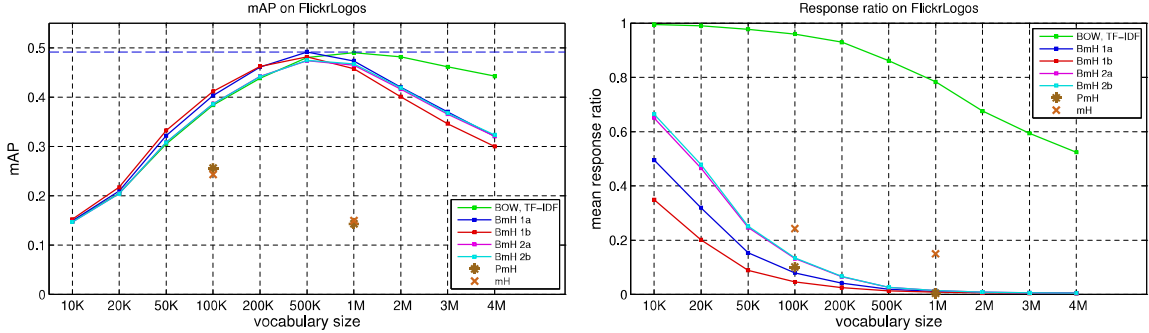 mAP on FlickrLogos
0.5
0.4
0.3
0.2
0.1
0
mAP
10K 20K 50K 100K 200K 500K 1M 2M 3M 4M
vocabulary size
BOW, TF-IDF
BmH 1a
BmH 1b
BmH 2a
BmH 2b
PmH
mH
Response ratio on FlickrLogos
1
0.8
0.6
0.4
0.2
0
mean response ratio
10K 20K 50K 100K 200K 500K 1M 2M 3M 4M
vocabulary size
BOW, TF-IDF
BmH 1a
BmH 1b
BmH 2a
BmH 2b
PmH
mH